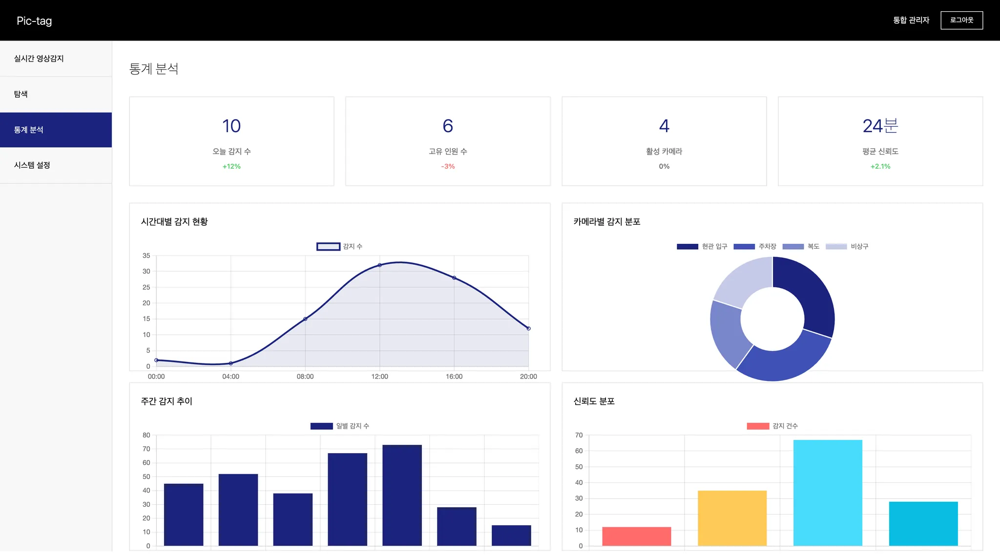 Pic-tag
통합 관리자
로그아웃
실시간 영상감지
탐색
통계 분석
시스템 설정
통계 분석
10
오늘 감지 수
+12%
6
고유 인원 수
-3%
4
활성 카메라
0%
24분
평균 신뢰도
+2.1%
시간대별 감지 현황
감지 수
35
30
25
20
15
10
5
0
00:00 04:00 08:00 12:00 16:00 20:00
카메라별 감지 분포
현관 입구 주차장 복도 비상구
주간 감지 추이
일별 감지 수
80
70
60
50
40
30
20
10
0
신뢰도 분포
감지 건수
70
60
50
40
30
20
10
0